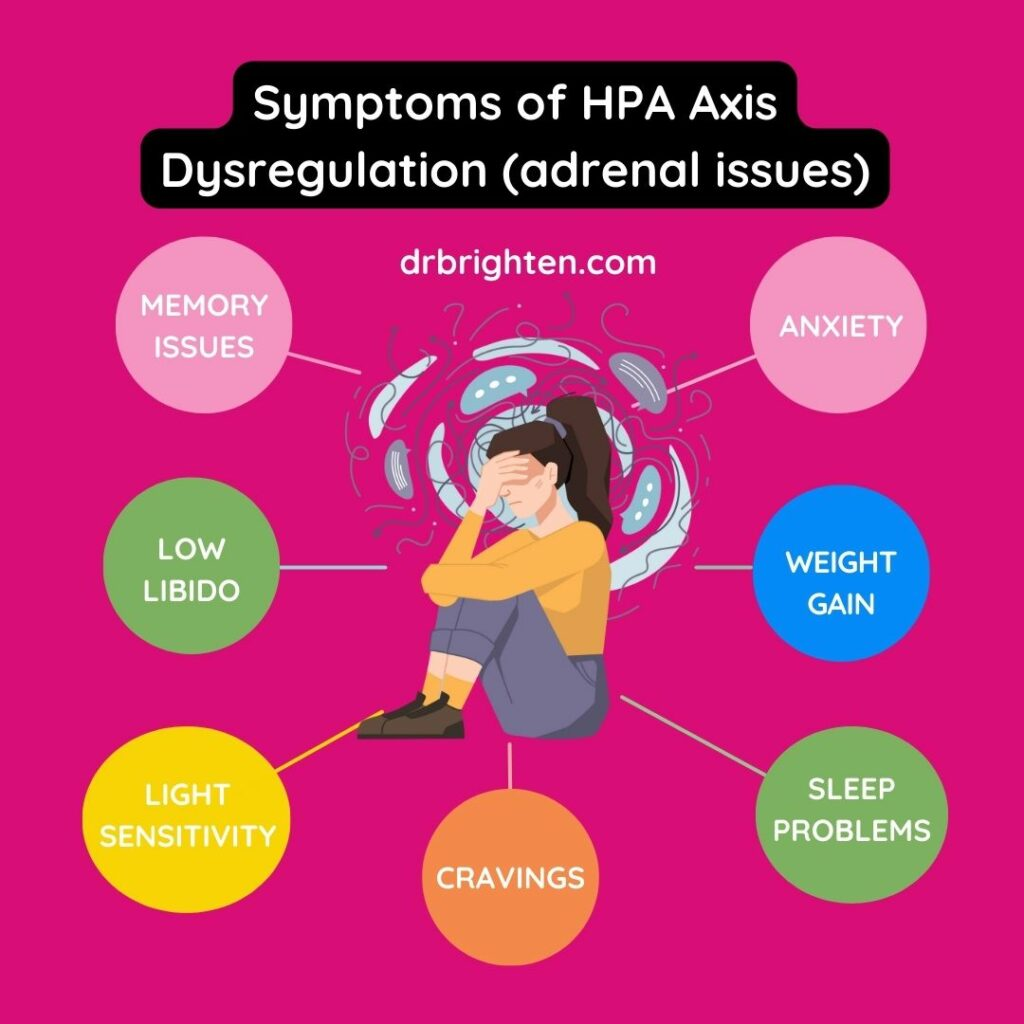 Symptoms of HPA Axis
Dysregulation (adrenal issues)
drbrighten.com
MEMORY
ISSUES
ANXIETY
LOW
LIBIDO
WEIGHT
GAIN
LIGHT
SENSITIVITY
CRAVINGS
SLEEP
PROBLEMS